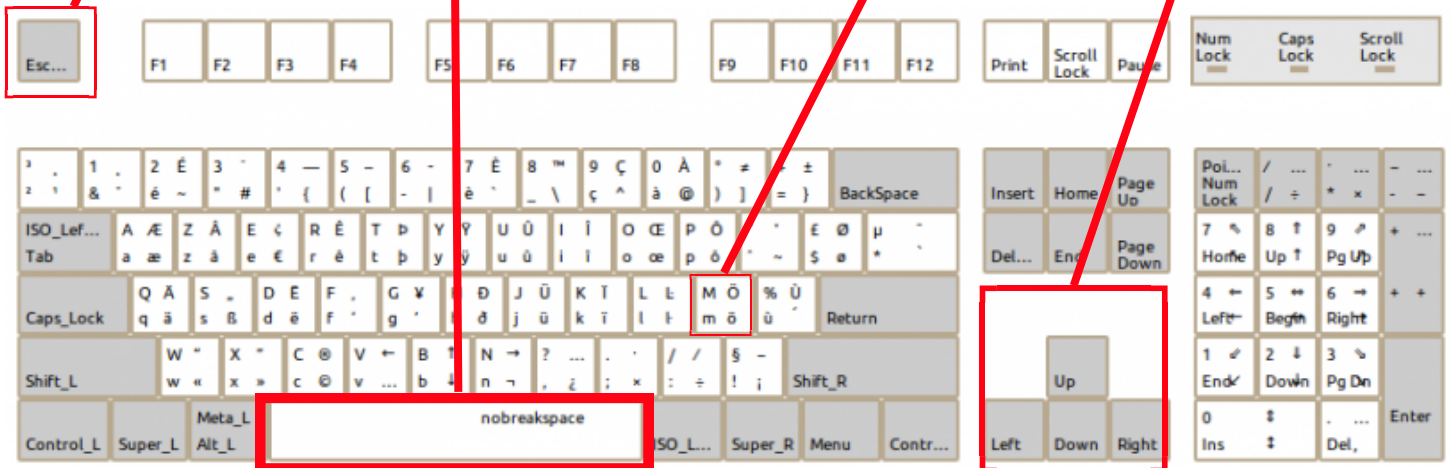 Num Caps Scroll
Esc... F1 F2 F3 F4 F5 F6 F7 F8 F9 F10 F11 F12 Print Scroll Lock Pause Lock Lock Lock
³ . 1 . 2 É 3 4 — 5 – 6 - 7 È 8 ™ 9 Ç 0 À ° ≠ ± Poi... / ... · ... − ...
² ¹ & é ~ " # ' { ( [ - | è ` _ \ ç ^ à @ ) ] = } BackSpace Insert Home Page Up Num Lock / ÷ * × - −
ISO_Lef... A Æ Z Â E ¢ R Ê T Þ Y Ÿ U Û I Î O Œ P Ô £ Ø µ 7 ⇖ 8 ⇑ 9 ⇗ + ...
Tab a æ z â e € r ê t þ y ÿ u û i î o œ p ô ~ $ ø * ` Del... End Page Down Home Up ↑ Pg Up
Q Ä S „ D Ë F ‚ G ¥ Ð J Ü K Ï L Ŀ M Ö % Ù 4 ← 5 ⇔ 6 → + +
Caps_Lock q ä s ß d ë f ‘ g ’ ð j ü k ï l ŀ m ö ù ´ Return Left Begin Right
W “ X ” C ® V ← B ↑ N → ? ... . · / / § − 1 ⇙ 2 ⇓ 3 ⇘
Shift_L w « x » c © v ... b ↓ n ¬ , ¿ ; × : ÷ ! ¡ Shift_R Up End Down Pg Dn
Meta_L nobreakspace 0 ⇕ . ... Enter
Control_L Super_L Alt_L ISO_L... Super_R Menu Contr... Left Down Right Ins ⇕ Del,